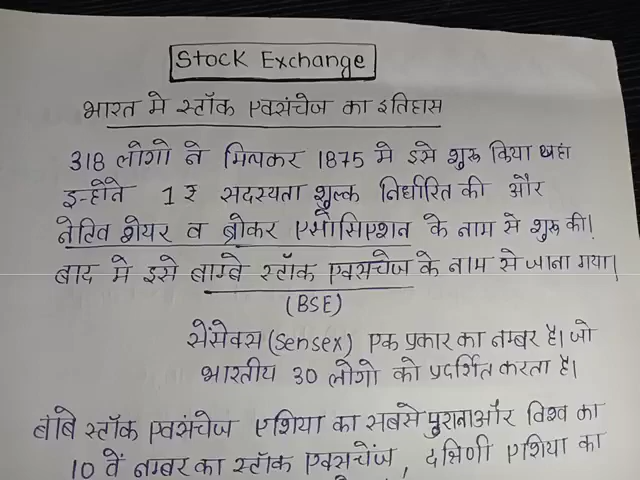 Stock Exchange
भारत मे स्टॉक एक्सचेंज का इतिहास
318 लोगो ने मिलकर 1875 मे इसे शुरू किया यहा
इन्होंने 1 ₹ सदस्यता शुल्क निर्धारित की और
नेटिव शेयर व ब्रोकर एसोसिएशन के नाम से शुरू की।
बाद मे इसे बाम्बे स्टॉक एक्सचेंज के नाम से जाना गया।
(BSE)
सेंसेक्स (Sensex) एक प्रकार का नम्बर है। जो
भारतीय 30 लोगो को प्रदर्शित करता है।
बांबे स्टॉक एक्सचेंज एशिया का सबसे पुराना और विश्व का
10 वें नम्बर का स्टॉक एक्सचेंज, दक्षिणी एशिया का